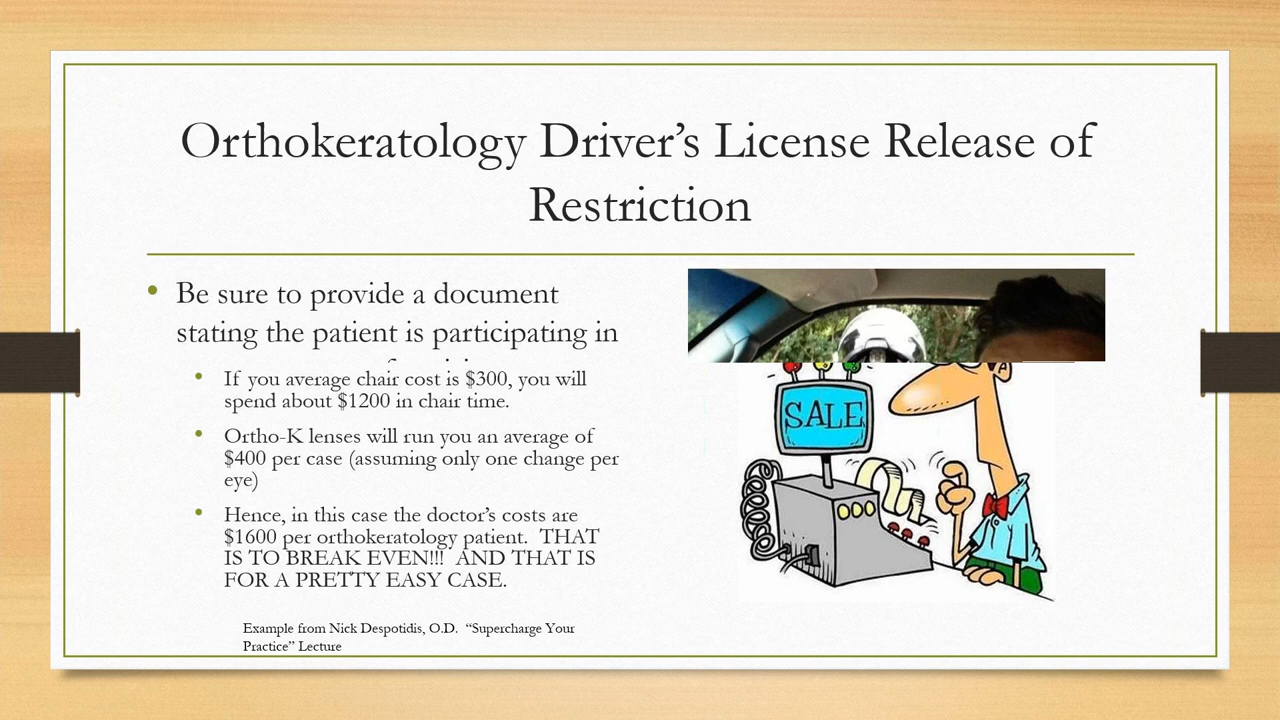 Orthokeratology Driver’s License Release of
Restriction
• Be sure to provide a document
stating the patient is participating in
• If you average chair cost is $300, you will
spend about $1200 in chair time.
• Ortho-K lenses will run you an average of
$400 per case (assuming only one change per
eye)
• Hence, in this case the doctor’s costs are
$1600 per orthokeratology patient.  THAT
IS TO BREAK EVEN!!!  AND THAT IS
FOR A PRETTY EASY CASE.
Example from Nick Despotidis, O.D.  “Supercharge Your
Practice” Lecture
SALE